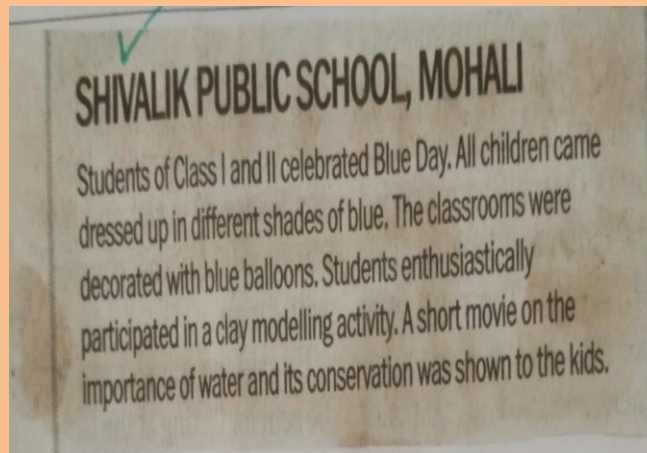 SHIVALIK PUBLIC SCHOOL, MOHALI
Students of Class I and II celebrated Blue Day. All children came
dressed up in different shades of blue. The classrooms were
decorated with blue balloons. Students enthusiastically
participated in a clay modelling activity. A short movie on the
importance of water and its conservation was shown to the kids.